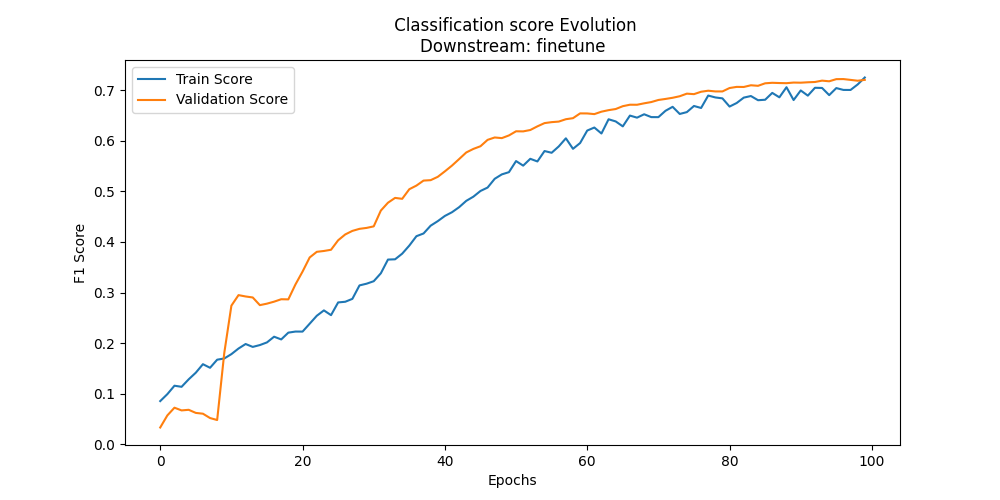 Classification score Evolution
Downstream: finetune
Train Score
Validation Score
F1 Score
0.7
0.6
0.5
0.4
0.3
0.2
0.1
0.0
0 20 40 60 80 100
Epochs